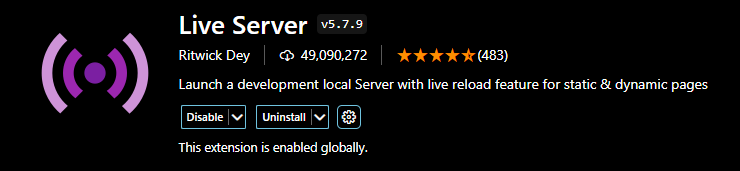 Live Server v5.7.9
Ritwick Dey 49,090,272 (483)
Launch a development local Server with live reload feature for static & dynamic pages
Disable Uninstall
This extension is enabled globally.